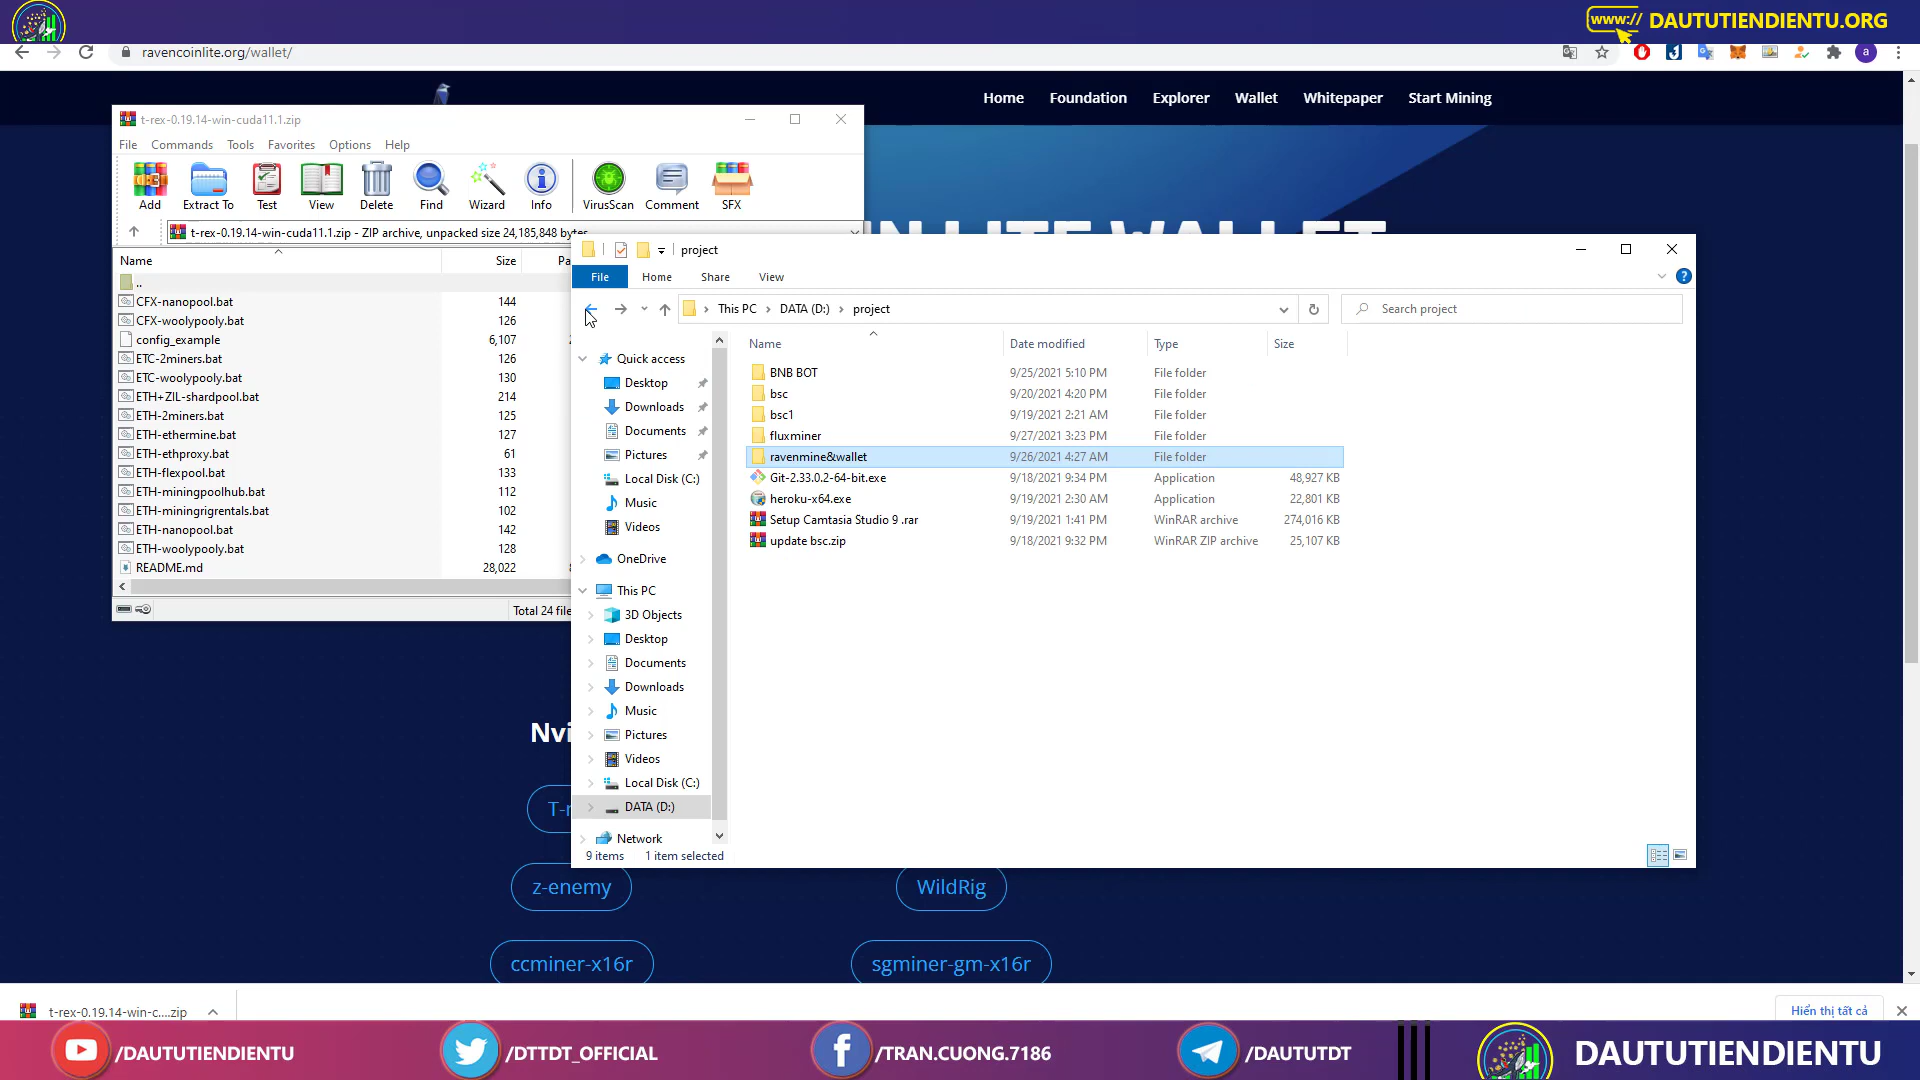 www:// DAUTUTIENDIENTU.ORG
ravencoinlite.org/wallet/
a
Home Foundation Explorer Wallet Whitepaper Start Mining
t-rex-0.19.14-win-cuda11.1.zip
File Commands Tools Favorites Options Help
Add Extract To Test View Delete Find Wizard Info VirusScan Comment SFX
t-rex-0.19.14-win-cuda11.1.zip - ZIP archive, unpacked size 24,185,848 bytes
Name Size Pa
..
CFX-nanopool.bat 144
CFX-woolypooly.bat 126
config_example 6,107
ETC-2miners.bat 126
ETC-woolypooly.bat 130
ETH+ZIL-shardpool.bat 214
ETH-2miners.bat 125
ETH-ethermine.bat 127
ETH-ethproxy.bat 61
ETH-flexpool.bat 133
ETH-miningpoolhub.bat 112
ETH-miningrigrentals.bat 102
ETH-nanopool.bat 142
ETH-woolypooly.bat 128
README.md 28,022
Total 24 file
project
File Home Share View
This PC DATA (D:) project
Search project
Quick access
Desktop
Downloads
Documents
Pictures
Local Disk (C:)
Music
Videos
OneDrive
This PC
3D Objects
Desktop
Documents
Downloads
Music
Pictures
Videos
Local Disk (C:)
DATA (D:)
Network
Name Date modified Type Size
BNB BOT 9/25/2021 5:10 PM File folder
bsc 9/20/2021 4:20 PM File folder
bsc1 9/19/2021 2:21 AM File folder
fluxminer 9/27/2021 3:23 PM File folder
ravenmine&wallet 9/26/2021 4:27 AM File folder
Git-2.33.0.2-64-bit.exe 9/18/2021 9:34 PM Application 48,927 KB
heroku-x64.exe 9/19/2021 2:30 AM Application 22,801 KB
Setup Camtasia Studio 9 .rar 9/19/2021 1:41 PM WinRAR archive 274,016 KB
update bsc.zip 9/18/2021 9:32 PM WinRAR ZIP archive 25,107 KB
9 items 1 item selected
Nvi
T-r
z-enemy WildRig
ccminer-x16r sgminer-gm-x16r
t-rex-0.19.14-win-c....zip
Hiển thị tất cả
/DAUTUTIENDIENTU /DTTDT_OFFICIAL /TRAN.CUONG.7186 /DAUTUTDT DAUTUTIENDIENTU